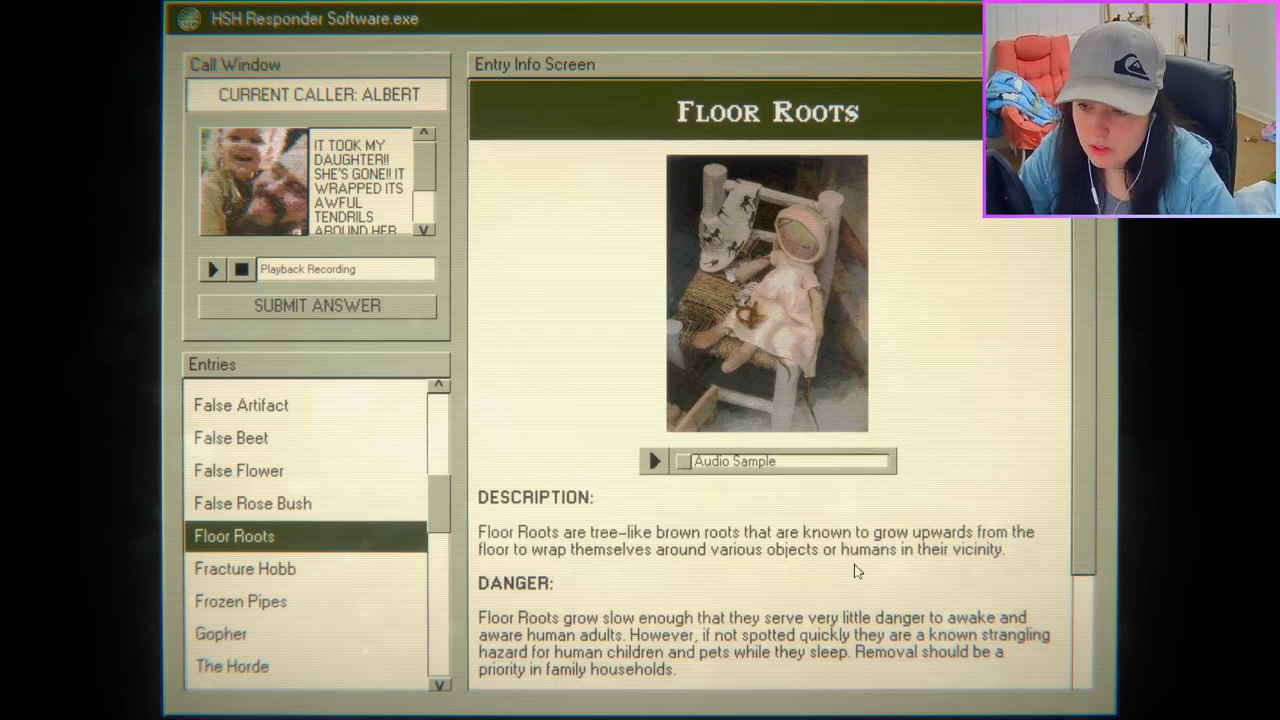 HSH Responder Software.exe
Call Window
CURRENT CALLER: ALBERT
IT TOOK MY
DAUGHTER!!
SHE'S GONE!! IT
WRAPPED ITS
AWFUL
TENDRILS
AROUND HER
Playback Recording
SUBMIT ANSWER
Entries
False Artifact
False Beet
False Flower
False Rose Bush
Floor Roots
Fracture Hobb
Frozen Pipes
Gopher
The Horde
Entry Info Screen
FLOOR ROOTS
Audio Sample
DESCRIPTION:
Floor Roots are tree-like brown roots that are known to grow upwards from the
floor to wrap themselves around various objects or humans in their vicinity.
DANGER:
Floor Roots grow slow enough that they serve very little danger to awake and
aware human adults. However, if not spotted quickly they are a known strangling
hazard for human children and pets while they sleep. Removal should be a
priority in family households.